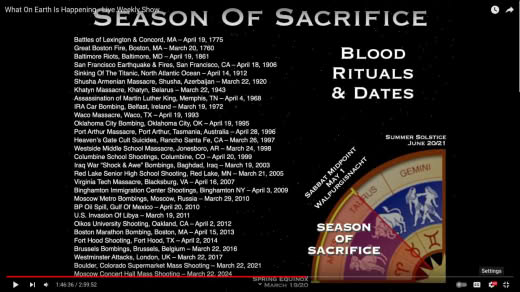 What On Earth Is Happening - Live Weekly Show
SEASON OF SACRIFICE
Battles of Lexington & Concord, MA – April 19, 1775
Great Boston Fire, Boston, MA – March 20, 1760
Baltimore Riots, Baltimore, MD – April 19, 1861
San Francisco Earthquake & Fires, San Francisco, CA – April 18, 1906
Sinking Of The Titanic, North Atlantic Ocean – April 14, 1912
Shusha Armenian Massacre, Shusha, Azerbaijan – March 22, 1920
Khatyn Massacre, Khatyn, Belarus – March 22, 1943
Assassination of Martin Luther King, Memphis, TN – April 4, 1968
IRA Car Bombing, Belfast, Ireland – March 19, 1972
Waco Massacre, Waco, TX – April 19, 1993
Oklahoma City Bombing, Oklahoma City, OK – April 19, 1995
Port Arthur Massacre, Port Arthur, Tasmania, Australia – April 28, 1996
Heaven's Gate Cult Suicides, Rancho Santa Fe, CA – March 26, 1997
Westside Middle School Massacre, Jonesboro, AR – March 24, 1998
Columbine School Shootings, Columbine, CO – April 20, 1999
Iraq War "Shock & Awe" Bombings, Baghdad, Iraq – March 19, 2003
Red Lake Senior High School Shooting, Red Lake, MN – March 21, 2005
Virginia Tech Massacre, Blacksburg, VA – April 16, 2007
Binghamton Immigration Center Shootings, Binghamton NY – April 3, 2009
Moscow Metro Bombings, Moscow, Russia – March 29, 2010
BP Oil Spill, Gulf Of Mexico – April 20, 2010
U.S. Invasion Of Libya – March 19, 2011
Oikos University Shooting, Oakland, CA – April 2, 2012
Boston Marathon Bombing, Boston, MA – April 15, 2013
Fort Hood Shooting, Fort Hood, TX – April 2, 2014
Brussels Bombings, Brussels, Belgium – March 22, 2016
Westminster Attacks, London, UK – March 22, 2017
Boulder, Colorado Supermarket Mass Shooting – March 22, 2021
Moscow Concert Hall Mass Shooting – March 22, 2024
BLOOD
RITUALS
& DATES
SUMMER SOLSTICE
JUNE 20/21
SABBAT MIDPOINT
MAY 1
WALPURGISNACHT
GEMINI
TAURUS
SEASON
OF
SACRIFICE
SPRING EQUINOX
MARCH 19/20
Settings
1:46:36 / 2:59:52